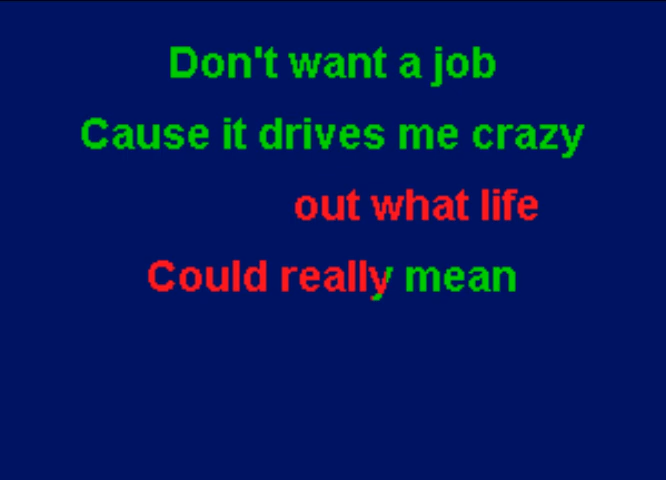 Don't want a job
Cause it drives me crazy
out what life
Could really mean